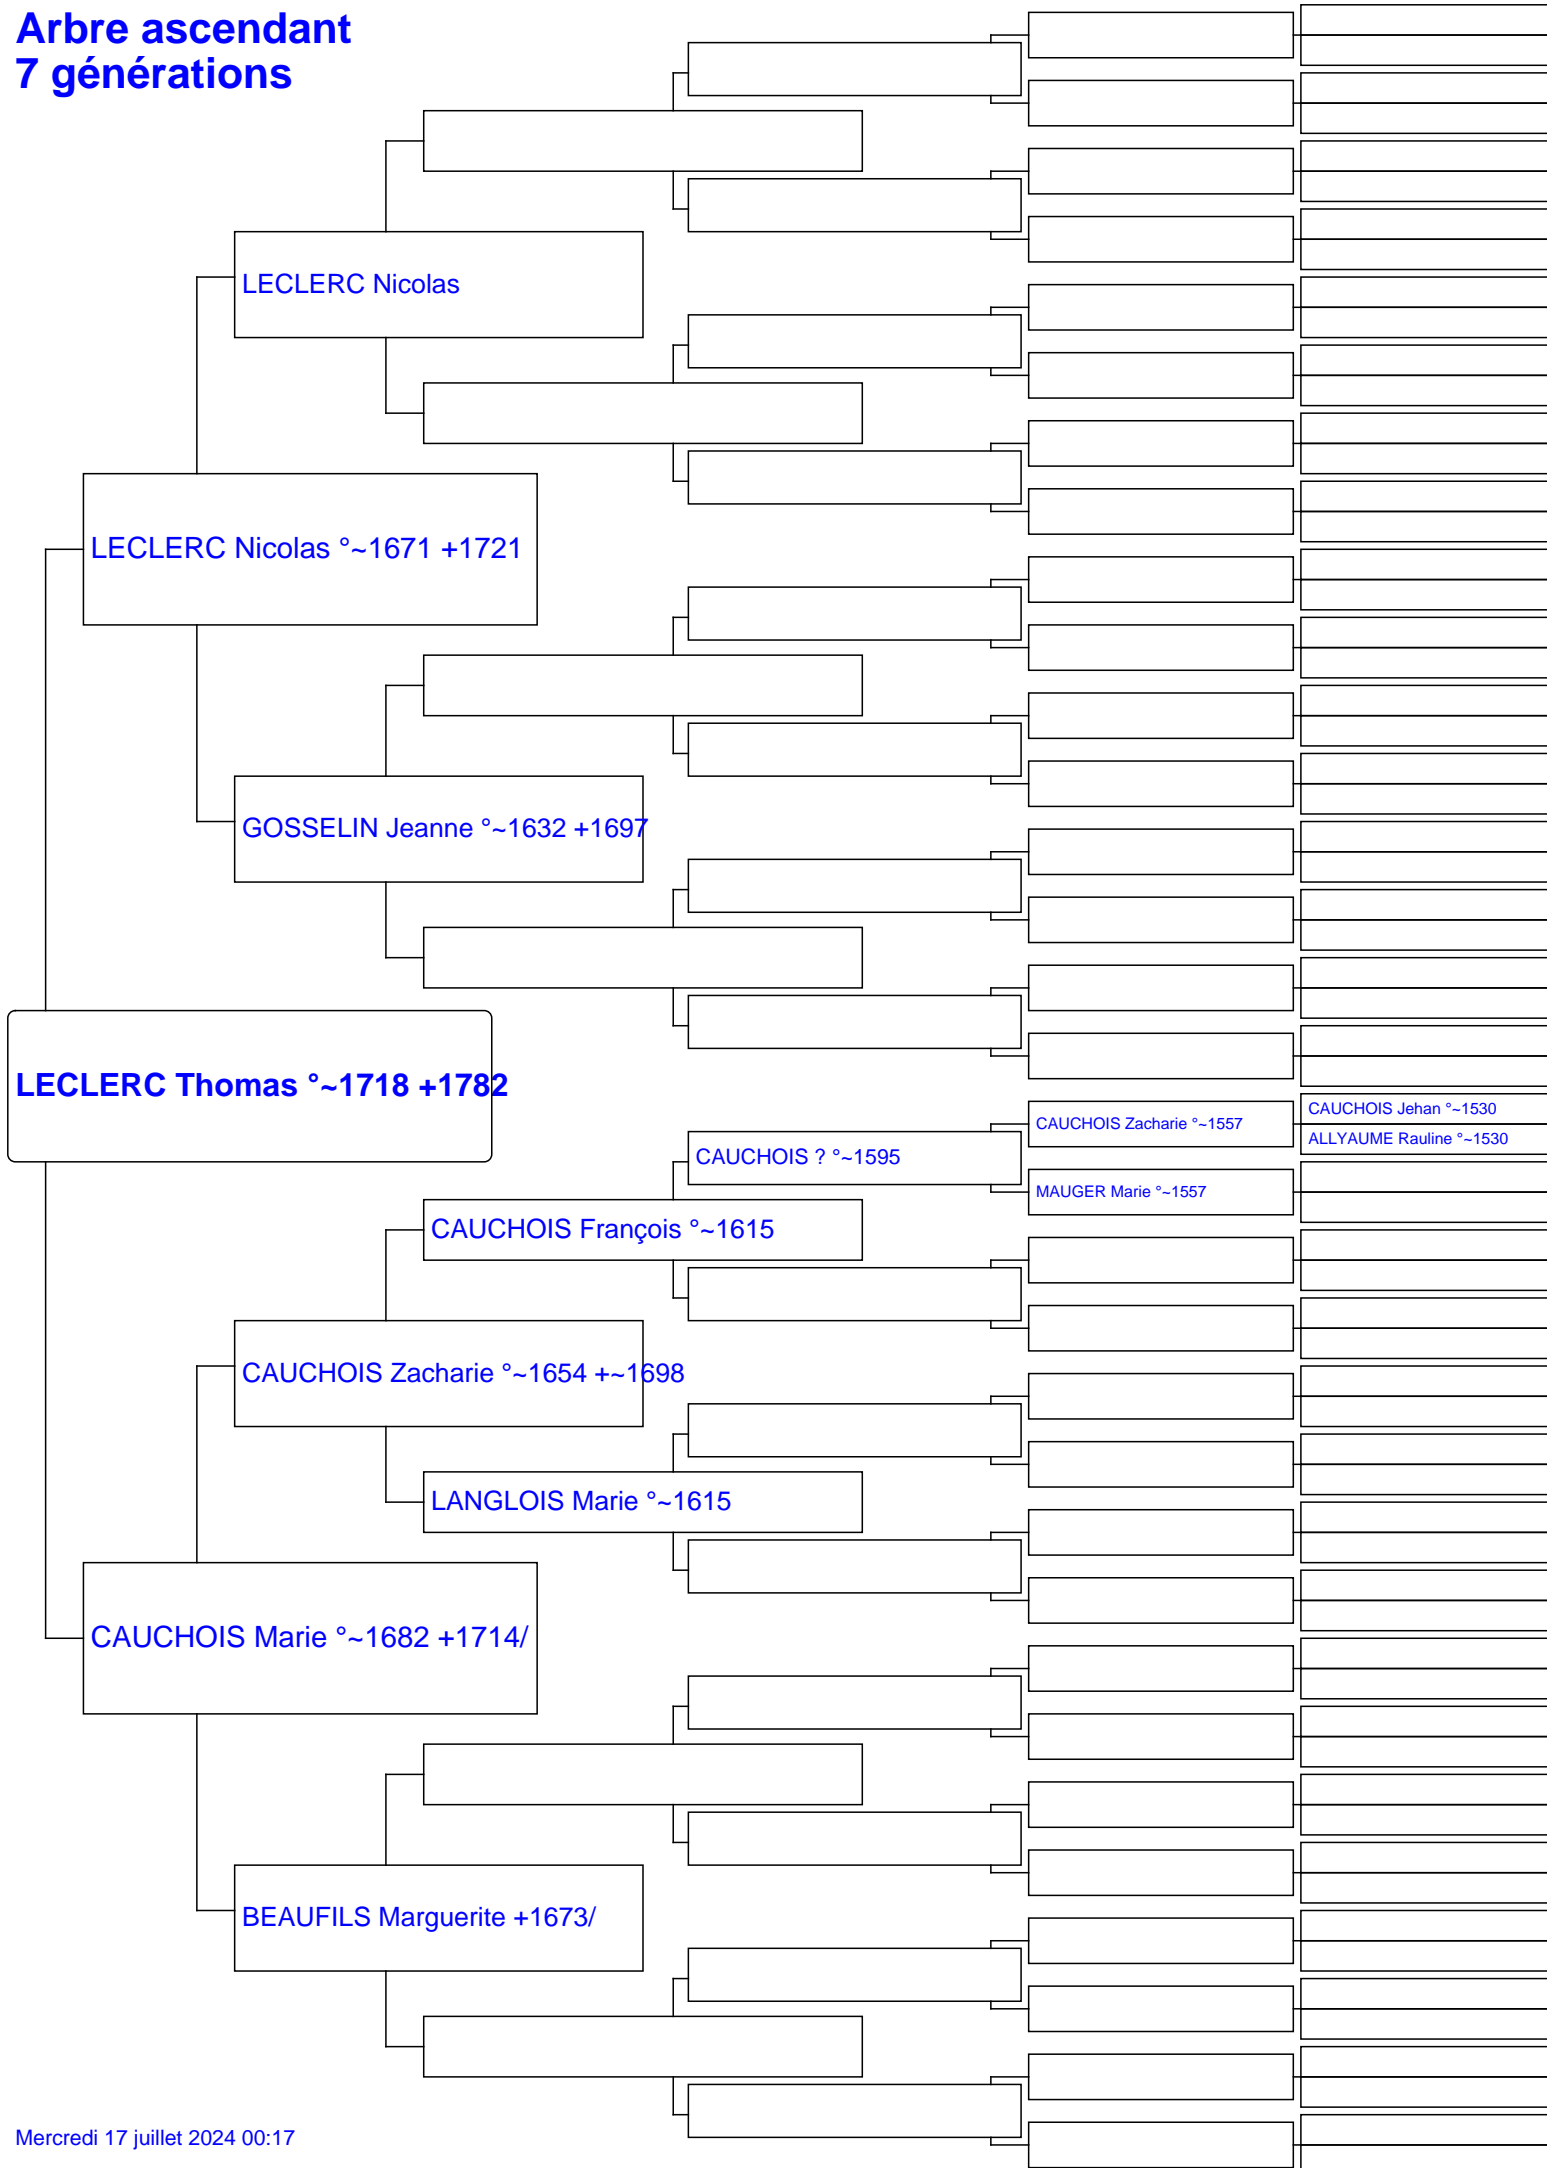 Arbre ascendant
7 générations
LECLERC Nicolas
LECLERC Nicolas °~1671 +1721
GOSSELIN Jeanne °~1632 +1697
LECLERC Thomas °~1718 +1782
CAUCHOIS Jehan °~1530
CAUCHOIS Zacharie °~1557
ALLYAUME Rauline °~1530
CAUCHOIS ? °~1595
MAUGER Marie °~1557
CAUCHOIS François °~1615
CAUCHOIS Zacharie °~1654 +~1698
LANGLOIS Marie °~1615
CAUCHOIS Marie °~1682 +1714/
BEAUFILS Marguerite +1673/
Mercredi 17 juillet 2024 00:17